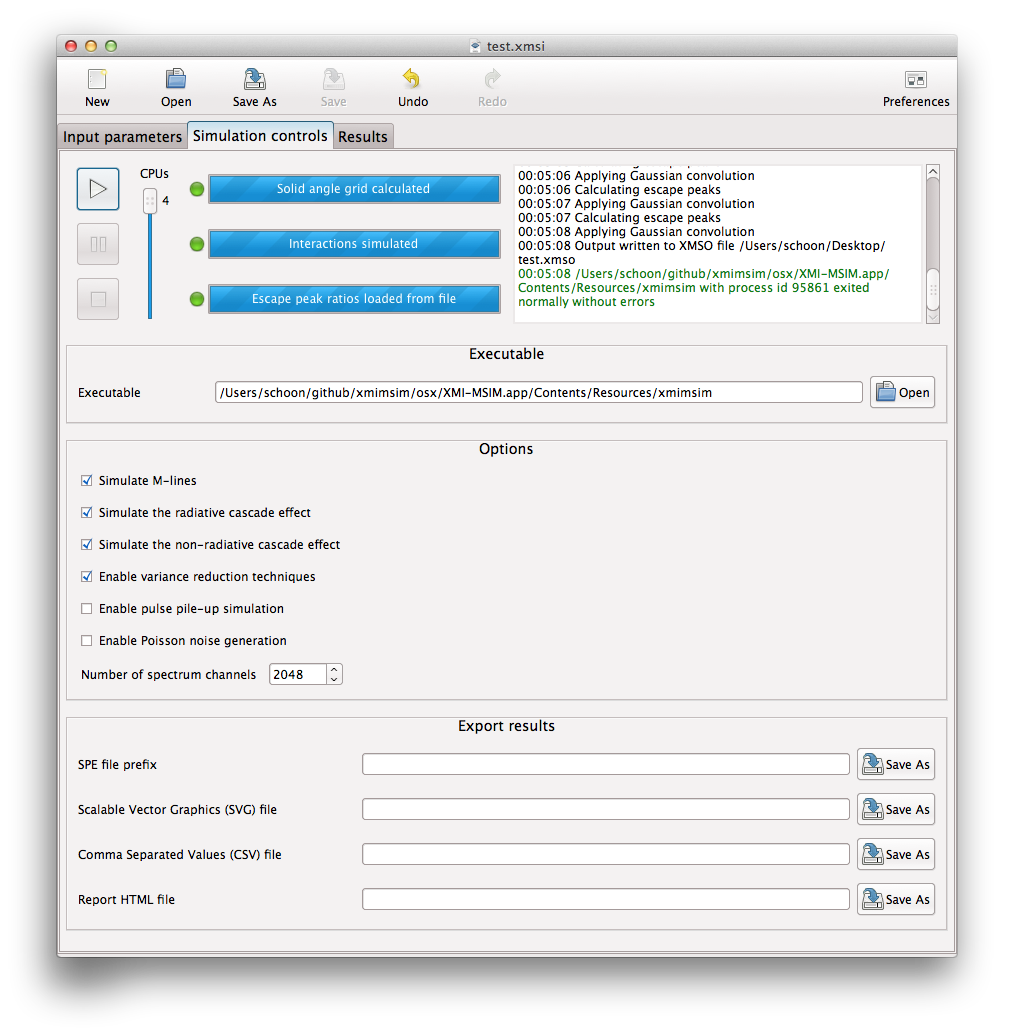 test.xmsi
New
Open
Save As
Save
Undo
Redo
Preferences
Input parameters
Simulation controls
Results
CPUs
4
Solid angle grid calculated
Interactions simulated
Escape peak ratios loaded from file
00:05:06 Applying Gaussian convolution
00:05:06 Calculating escape peaks
00:05:07 Applying Gaussian convolution
00:05:07 Calculating escape peaks
00:05:08 Applying Gaussian convolution
00:05:08 Output written to XMSO file /Users/schoon/Desktop/
test.xmso
00:05:08 /Users/schoon/github/xmimsim/osx/XMI-MSIM.app/
Contents/Resources/xmimsim with process id 95861 exited
normally without errors
Executable
Executable
/Users/schoon/github/xmimsim/osx/XMI-MSIM.app/Contents/Resources/xmimsim
Open
Options
Simulate M-lines
Simulate the radiative cascade effect
Simulate the non-radiative cascade effect
Enable variance reduction techniques
Enable pulse pile-up simulation
Enable Poisson noise generation
Number of spectrum channels
2048
Export results
SPE file prefix
Save As
Scalable Vector Graphics (SVG) file
Save As
Comma Separated Values (CSV) file
Save As
Report HTML file
Save As